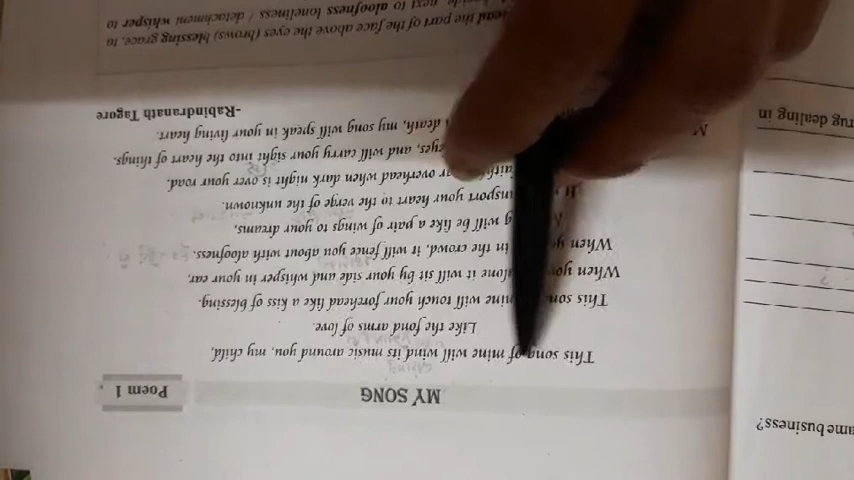 Poem 1
MY SONG
This song of mine will wind its music around you, my child,
Like the fond arms of love.
This son mine will touch your forehead like a kiss of blessing.
When yo alone it will sit by your side and whisper in your ear,
When yo in the crowd, it will fence you about with aloofness.
will be like a pair of wings to your dreams,
your heart to the verge of the unknown.
overhead when dark night is over your road.
eyes, and will carry your sight into the heart of things.
death, my song will speak in your living heart.
-Rabindranath Tagore
the part of the face above the eyes (brows) blessing grace, to
next to aloofness loneliness / detachment whisper to
ame business?
rug dealing in